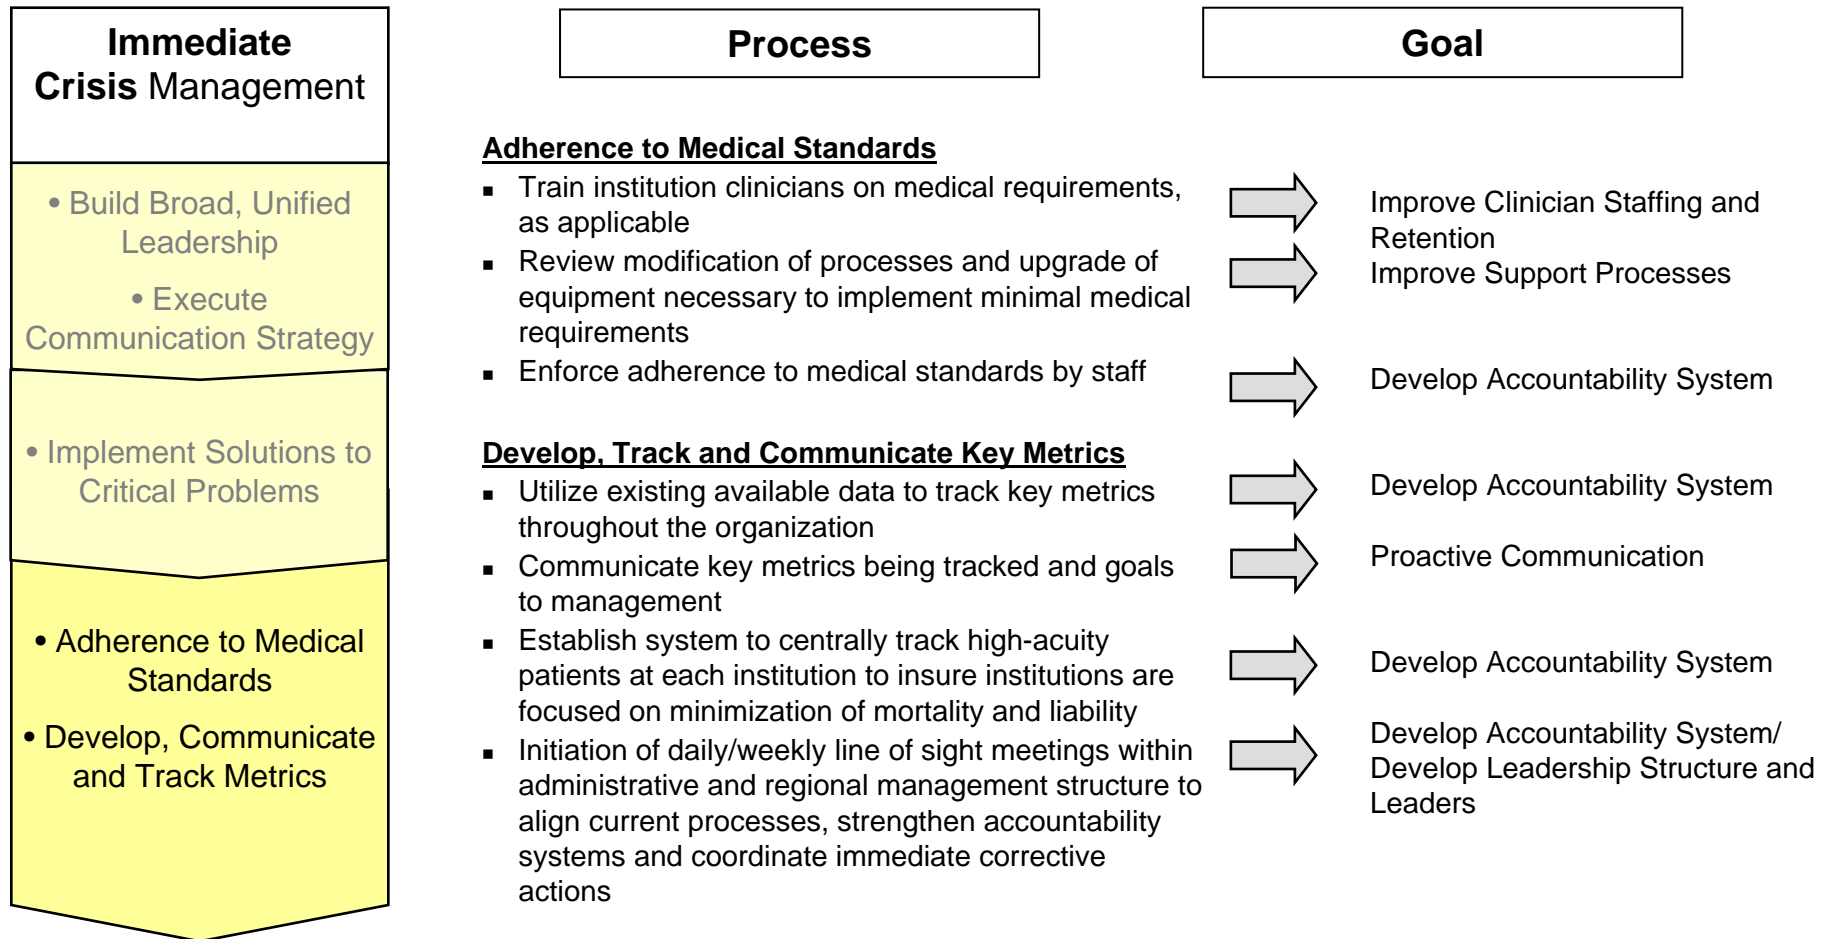 Immediate
Crisis Management
• Build Broad, Unified
Leadership
• Execute
Communication Strategy
• Implement Solutions to
Critical Problems
• Adherence to Medical
Standards
• Develop, Communicate
and Track Metrics
Process
Goal
Adherence to Medical Standards
▪ Train institution clinicians on medical requirements,
as applicable
Improve Clinician Staffing and
Retention
▪ Review modification of processes and upgrade of
equipment necessary to implement minimal medical
requirements
Improve Support Processes
▪ Enforce adherence to medical standards by staff
Develop Accountability System
Develop, Track and Communicate Key Metrics
▪ Utilize existing available data to track key metrics
throughout the organization
Develop Accountability System
▪ Communicate key metrics being tracked and goals
to management
Proactive Communication
▪ Establish system to centrally track high-acuity
patients at each institution to insure institutions are
focused on minimization of mortality and liability
Develop Accountability System
▪ Initiation of daily/weekly line of sight meetings within
administrative and regional management structure to
align current processes, strengthen accountability
systems and coordinate immediate corrective
actions
Develop Accountability System/
Develop Leadership Structure and
Leaders